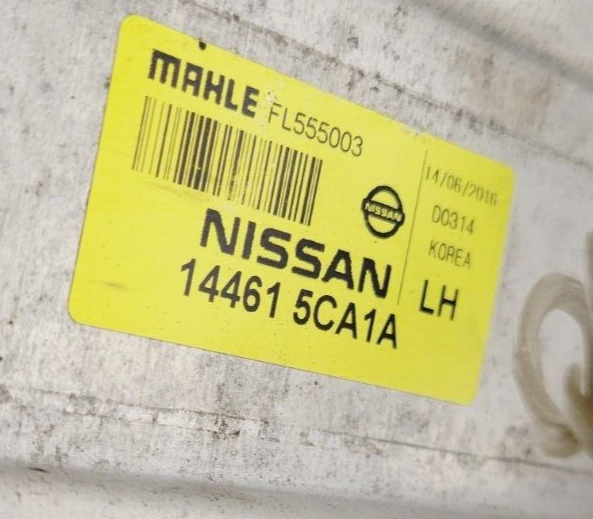 MAHLE FL555003
NISSAN
NISSAN
14461 5CA1A
14/06/2016
D0314
KOREA
LH